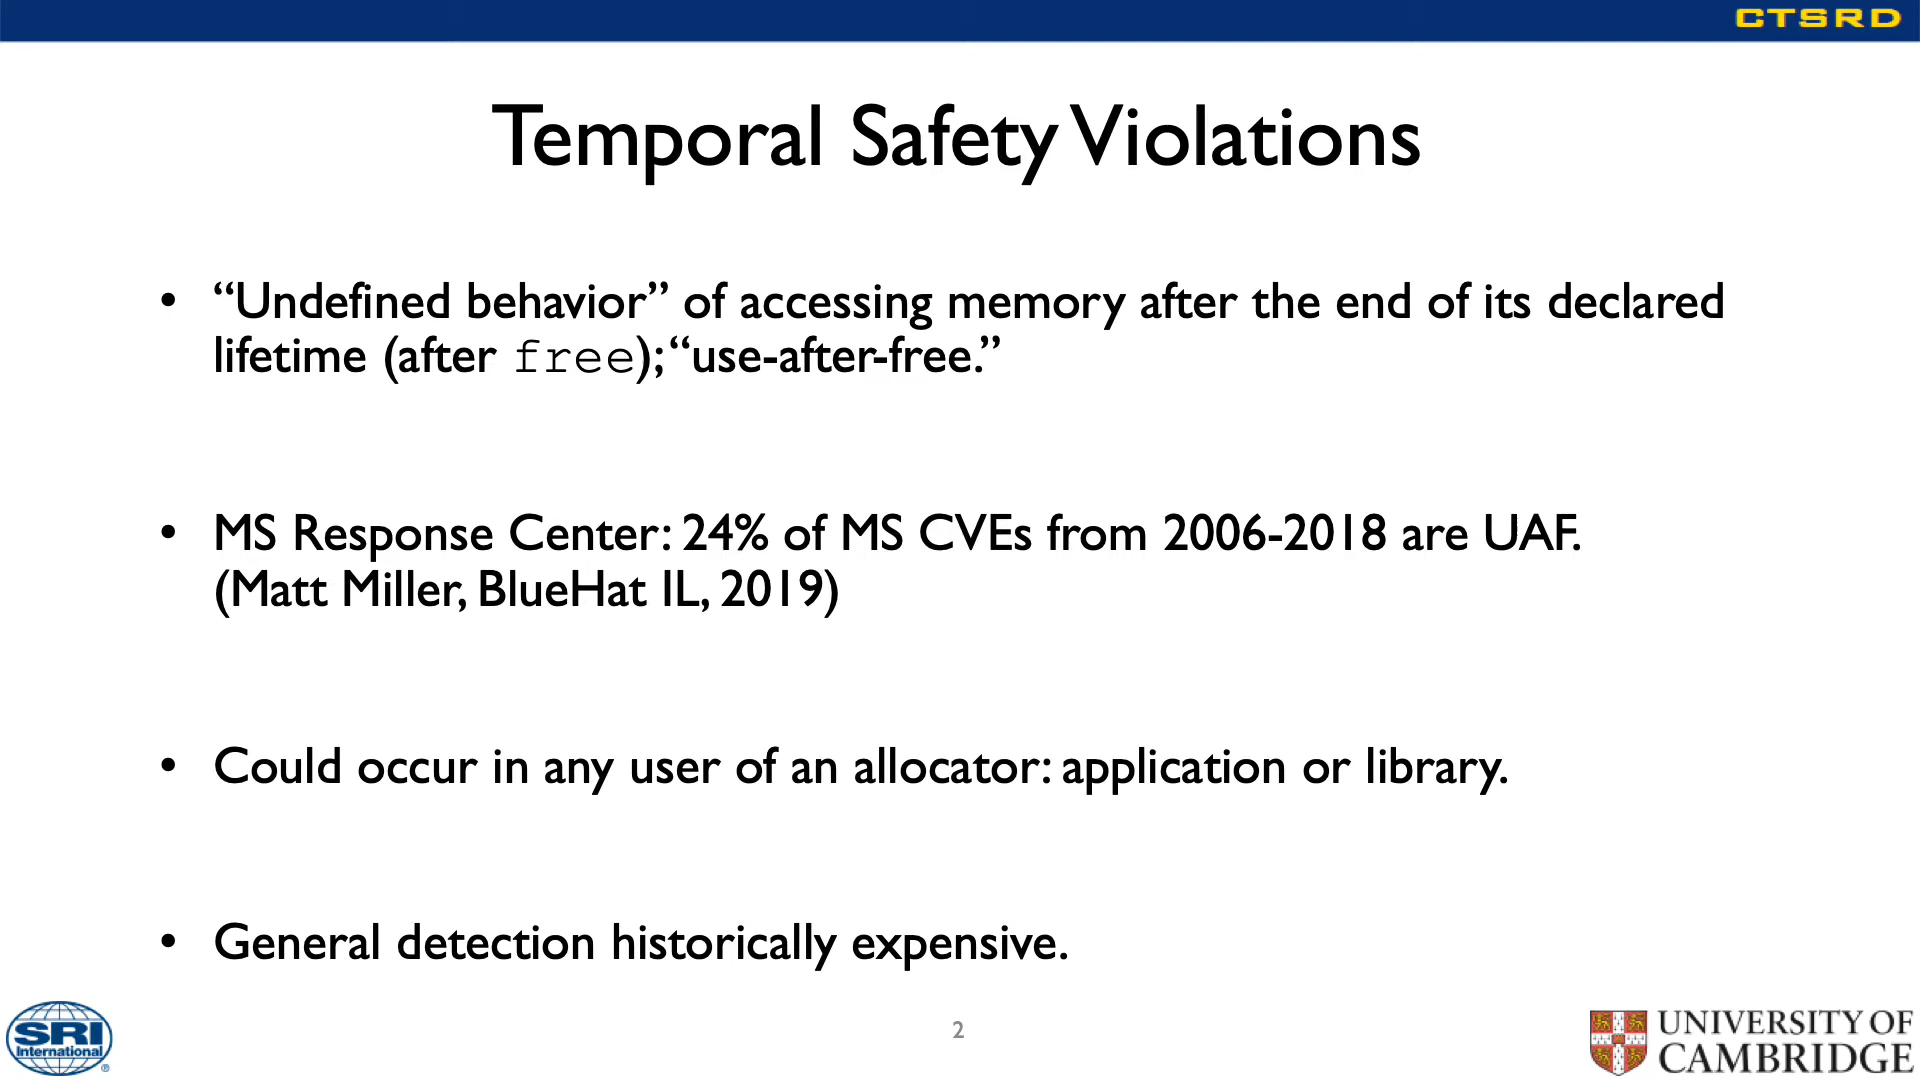 CTSRD
Temporal Safety Violations
• “Undefined behavior” of accessing memory after the end of its declared
lifetime (after free); “use-after-free.”
• MS Response Center: 24% of MS CVEs from 2006-2018 are UAF.
(Matt Miller, BlueHat IL, 2019)
• Could occur in any user of an allocator: application or library.
• General detection historically expensive.
SRI
International®
2
UNIVERSITY OF
CAMBRIDGE